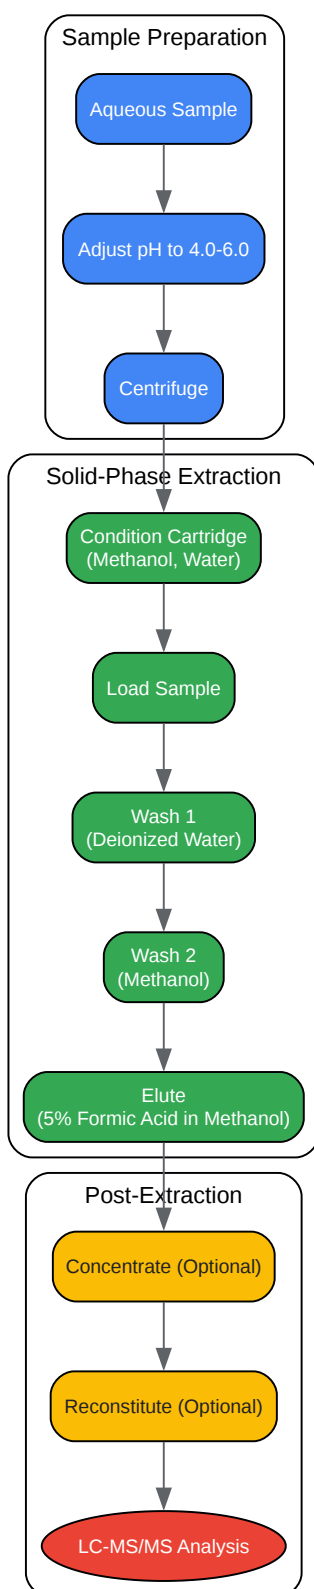 Sample Preparation
Aqueous Sample
Adjust pH to 4.0-6.0
Centrifuge
Solid-Phase Extraction
Condition Cartridge
(Methanol, Water)
Load Sample
Wash 1
(Deionized Water)
Wash 2
(Methanol)
Elute
(5% Formic Acid in Methanol)
Post-Extraction
Concentrate (Optional)
Reconstitute (Optional)
LC-MS/MS Analysis